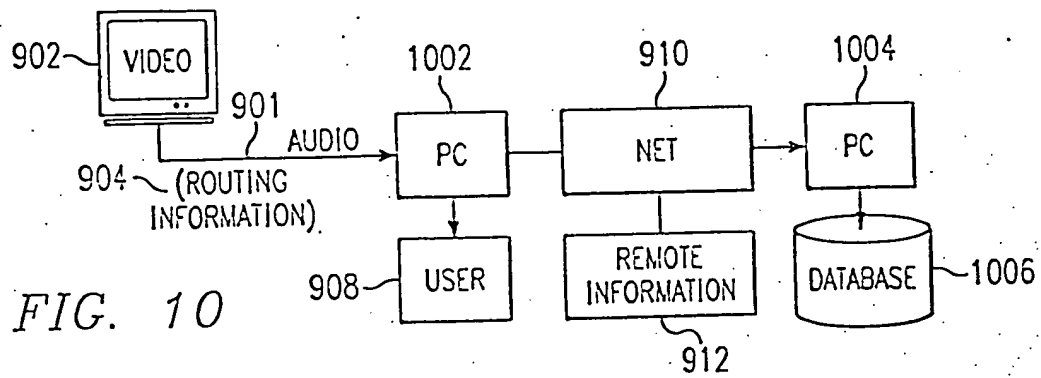 902
VIDEO
901
AUDIO
904
(ROUTING
INFORMATION)
1002
PC
910
NET
1004
PC
908
USER
REMOTE
INFORMATION
912
DATABASE
1006
FIG. 10